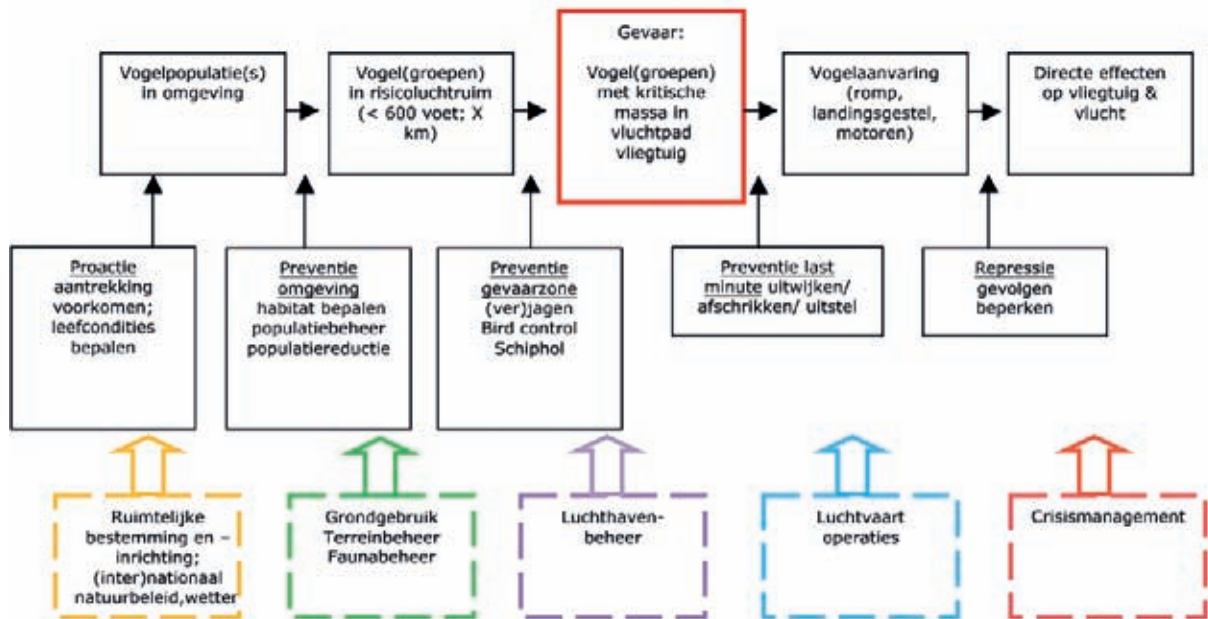 Vogelpopulatie(s)
in omgeving
Vogel(groepen)
in risicoluchtruim
(< 600 voet; X
km)
Gevaar:
Vogel(groepen)
met kritische
massa in
vluchtpad
vliegtuig
Vogelaanvaring
(romp,
landingsgestel,
motoren)
Directe effecten
op vliegtuig &
vlucht
Proactie
aantrekking
voorkomen;
leefcondities
bepalen
Preventie
omgeving
habitat bepalen
populatiebeheer
populatiereductie
Preventie
gevaarzone
(ver)jagen
Bird control
Schiphol
Preventie last
minute uitwijken/
afschrikken/ uitstel
Repressie
gevolgen
beperken
Ruimtelijke
bestemming en –
inrichting;
(inter)nationaal
natuurbeleid,wetter
Grondgebruik
Terreinbeheer
Faunabeheer
Luchthaven-
beheer
Luchtvaart
operaties
Crisismanagement